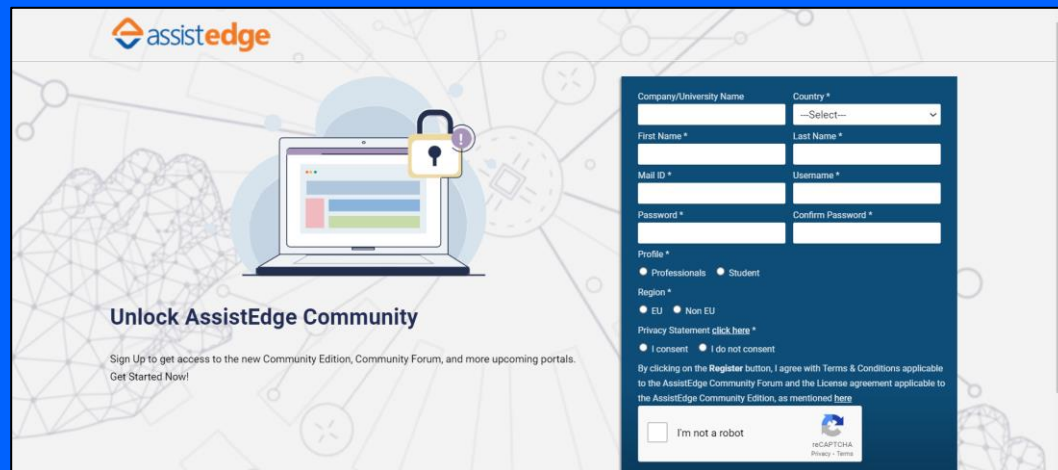 assistedge
Company/University Name
Country *
---Select---
First Name *
Last Name *
Mail ID *
Username *
Password *
Confirm Password *
Profile *
Professionals Student
Region *
EU Non EU
Privacy Statement click here *
I consent I do not consent
By clicking on the Register button, I agree with Terms & Conditions applicable
to the AssistEdge Community Forum and the License agreement applicable to
the AssistEdge Community Edition, as mentioned here
I'm not a robot
reCAPTCHA
Privacy - Terms
Unlock AssistEdge Community
Sign Up to get access to the new Community Edition, Community Forum, and more upcoming portals.
Get Started Now!